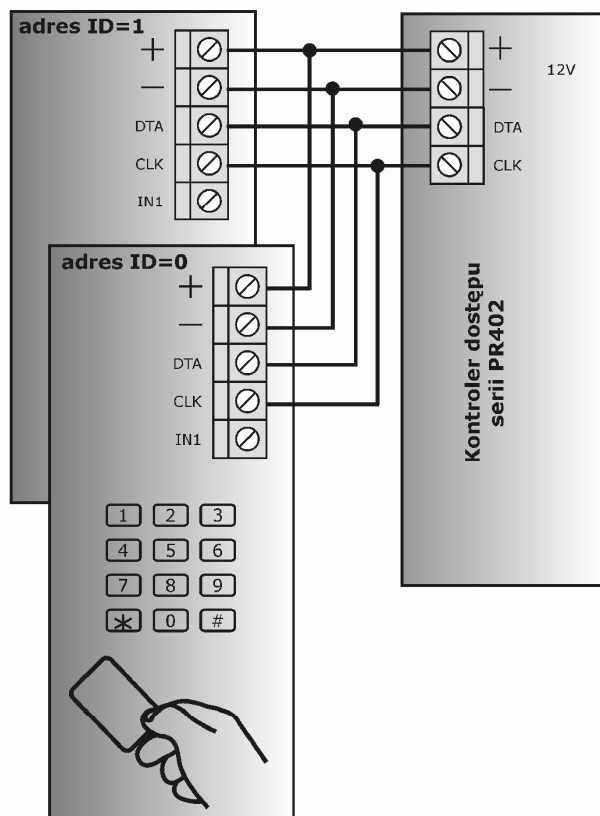 adres ID=1
+
—
DTA
CLK
IN1
+
—
DTA
CLK
12V
adres ID=0
+
—
DTA
CLK
IN1
Kontroler dostępu
serii PR402
1 2 3
4 5 6
7 8 9
* 0 #